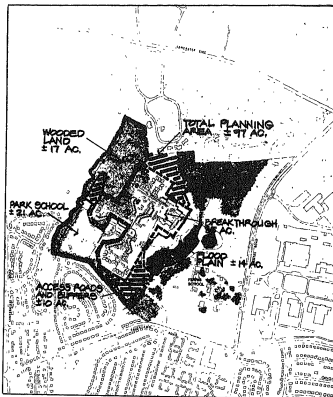 TOTAL PLANNING
AREA ± 97 AC.
WOODED
LAND
± 17 AC.
PARK SCHOOL
± 21 AC.
BREAKTHROUGH
AC.
FLOOD
± 14 AC.
ACCESS ROADS
AND BUFFERS
±10 AC.